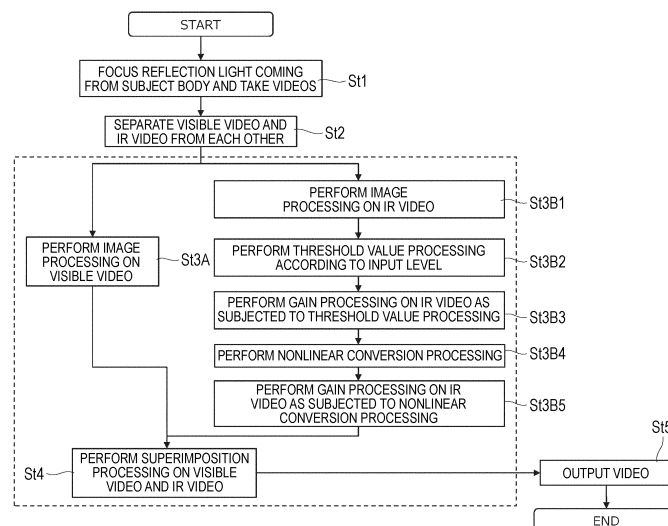 START
FOCUS REFLECTION LIGHT COMING
FROM SUBJECT BODY AND TAKE VIDEOS
St1
SEPARATE VISIBLE VIDEO AND
IR VIDEO FROM EACH OTHER
St2
PERFORM IMAGE
PROCESSING ON IR VIDEO
St3B1
PERFORM IMAGE
PROCESSING ON
VISIBLE VIDEO
St3A
PERFORM THRESHOLD VALUE PROCESSING
ACCORDING TO INPUT LEVEL
St3B2
PERFORM GAIN PROCESSING ON IR VIDEO AS
SUBJECTED TO THRESHOLD VALUE PROCESSING
St3B3
PERFORM NONLINEAR CONVERSION PROCESSING
St3B4
PERFORM GAIN PROCESSING ON IR
VIDEO AS SUBJECTED TO NONLINEAR
CONVERSION PROCESSING
St3B5
PERFORM SUPERIMPOSITION
PROCESSING ON VISIBLE
VIDEO AND IR VIDEO
St4
St5
OUTPUT VIDEO
END